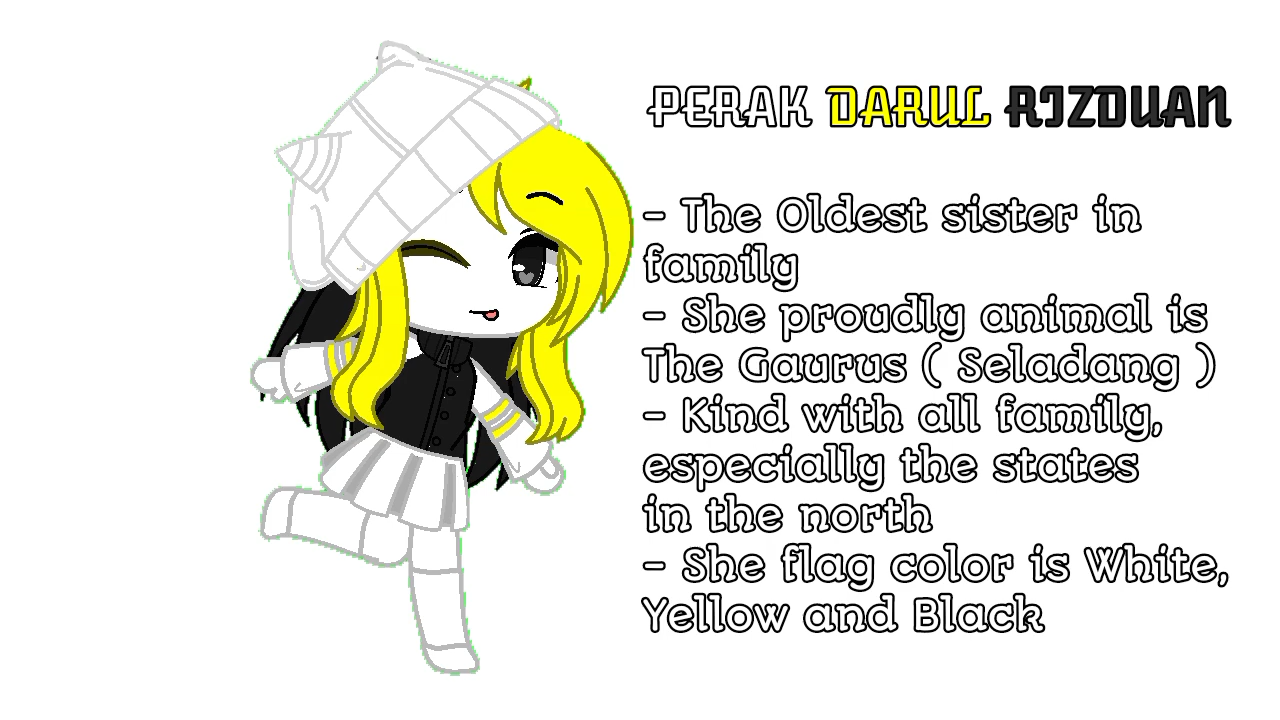 PERAK DARUL RIZDUAN
- The Oldest sister in
family
- She proudly animal is
The Gaurus ( Seladang )
- Kind with all family,
especially the states
in the north
- She flag color is White,
Yellow and Black